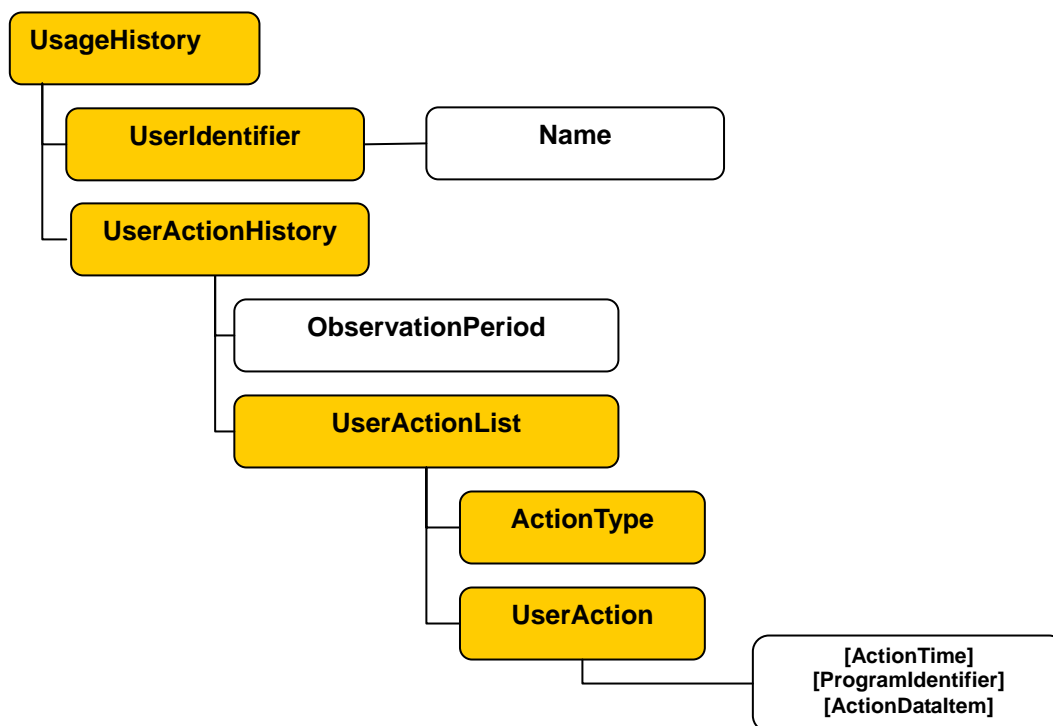 UsageHistory
UserIdentifier
Name
UserActionHistory
ObservationPeriod
UserActionList
ActionType
UserAction
[ActionTime]
[ProgramIdentifier]
[ActionDataItem]